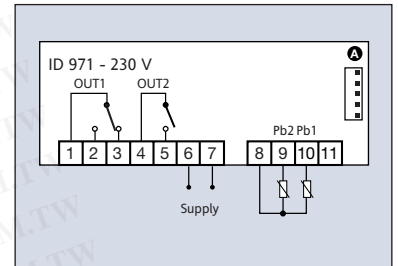 A
ID 971 - 230 V
OUT1 OUT2
Pb2 Pb1
1 2 3 4 5 6 7 8 9 10 11
Supply
M.TW